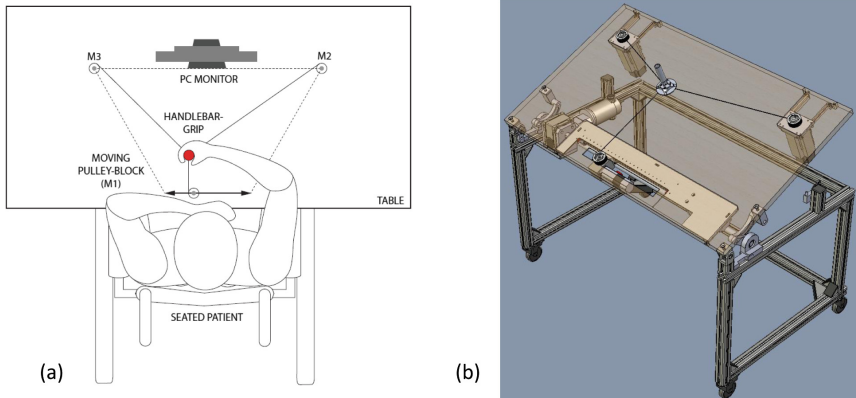 M3
M2
PC MONITOR
HANDLEBAR-
GRIP
MOVING
PULLEY-BLOCK
(M1)
TABLE
SEATED PATIENT
(a)
(b)